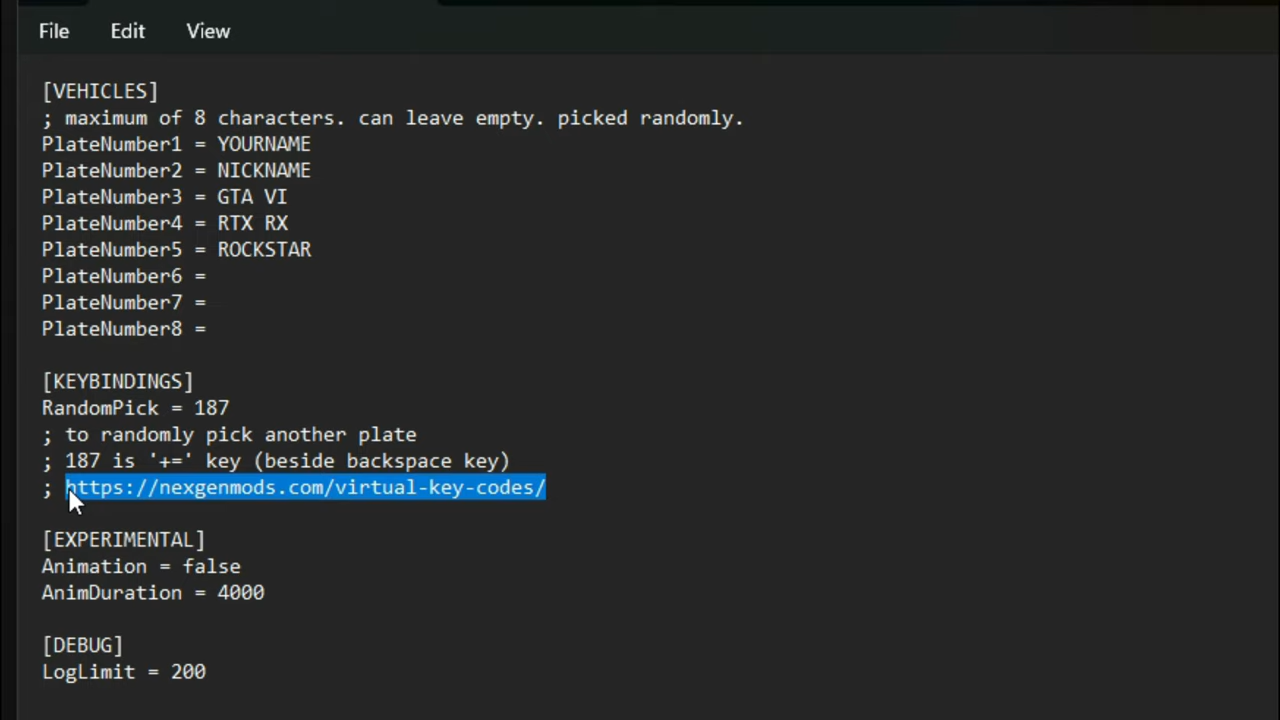 File Edit View
[VEHICLES]
; maximum of 8 characters. can leave empty. picked randomly.
PlateNumber1 = YOURNAME
PlateNumber2 = NICKNAME
PlateNumber3 = GTA VI
PlateNumber4 = RTX RX
PlateNumber5 = ROCKSTAR
PlateNumber6 =
PlateNumber7 =
PlateNumber8 =
[KEYBINDINGS]
RandomPick = 187
; to randomly pick another plate
; 187 is '+=' key (beside backspace key)
; https://nexgenmods.com/virtual-key-codes/
[EXPERIMENTAL]
Animation = false
AnimDuration = 4000
[DEBUG]
LogLimit = 200